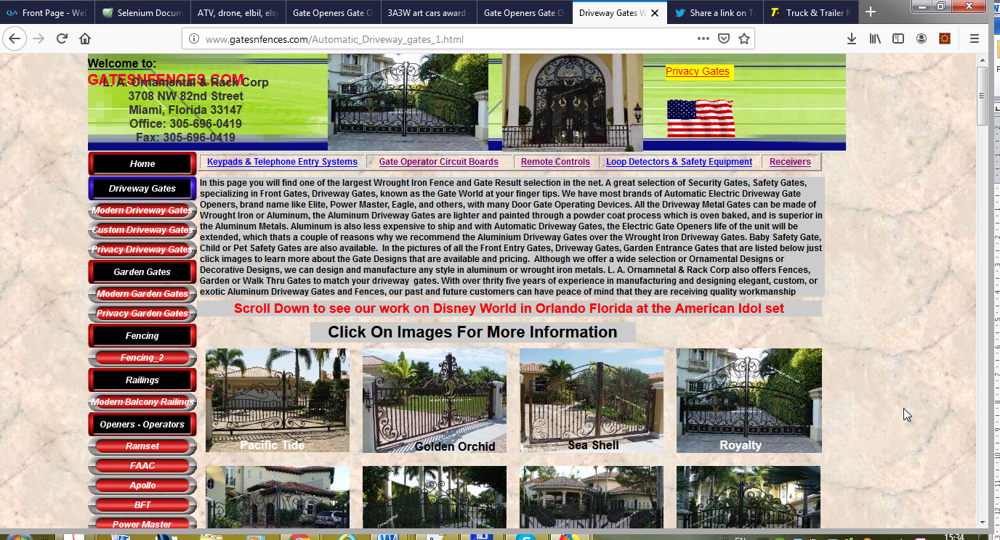 Front Page - We
Selenium Docum
ATV, drone, elbil, els
Gate Openers Gate O
3A3W art cars award
Gate Openers Gate O
Driveway Gates W
Share a link on T
Truck & Trailer R
www.gatesnfences.com/Automatic_Driveway_gates_1.html
Welcome to:
GATESNFENCES.COM
L. A. Ornamental & Rack Corp
3708 NW 82nd Street
Miami, Florida 33147
Office: 305-696-0419
Fax: 305-696-0419
Privacy Gates
Keypads & Telephone Entry Systems
Gate Operator Circuit Boards
Remote Controls
Loop Detectors & Safety Equipment
Receivers
Home
Driveway Gates
Modern Driveway Gates
Custom Driveway Gates
Privacy Driveway Gates
Garden Gates
Modern Garden Gates
Privacy Garden Gates
Fencing
Fencing_2
Railings
Modern Balcony Railings
Openers - Operators
Ramset
FAAC
Apollo
BFT
Power Master
In this page you will find one of the largest Wrought Iron Fence and Gate Result selection in the net. A great selection of Security Gates, Safety Gates,
specializing in Front Gates, Driveway Gates, known as the Gate World at your finger tips. We have most brands of Automatic Electric Driveway Gate
Openers, brand name like Elite, Power Master, Eagle, and others, with many Door Gate Operating Devices. All the Driveway Metal Gates can be made of
Wrought Iron or Aluminum, the Aluminum Driveway Gates are lighter and painted through a powder coat process which is oven baked, and is superior in
the Aluminum Metals. Aluminum is also less expensive to ship and with Automatic Driveway Gates, the Electric Gate Openers life of the unit will be
extended, which thats a couple of reasons why we recommend the Aluminium Driveway Gates over the Wrought Iron Driveway Gates. Baby Safety Gate,
Child or Pet Safety Gates are also available. In the pictures of all the Front Entry Gates, Driveway Gates, Garden Entrance Gates that are listed below just
click images to learn more about the Gate Designs that are available and pricing. Although we offer a wide selection or Ornamental Designs or
Decorative Designs, we can design and manufacture any style in aluminum or wrought iron metals. L. A. Ornamnetal & Rack Corp also offers Fences,
Garden or Walk Thru Gates to match your driveway gates. With over thrity five years of experience in manufacturing and designing elegant, custom, or
exotic Aluminum Driveway Gates and Fences, our past and future customers can have peace of mind that they are receiving quality workmanship
Scroll Down to see our work on Disney World in Orlando Florida at the American Idol set
Click On Images For More Information
Pacific Tide
Golden Orchid
Sea Shell
Royalty
EN
15:34